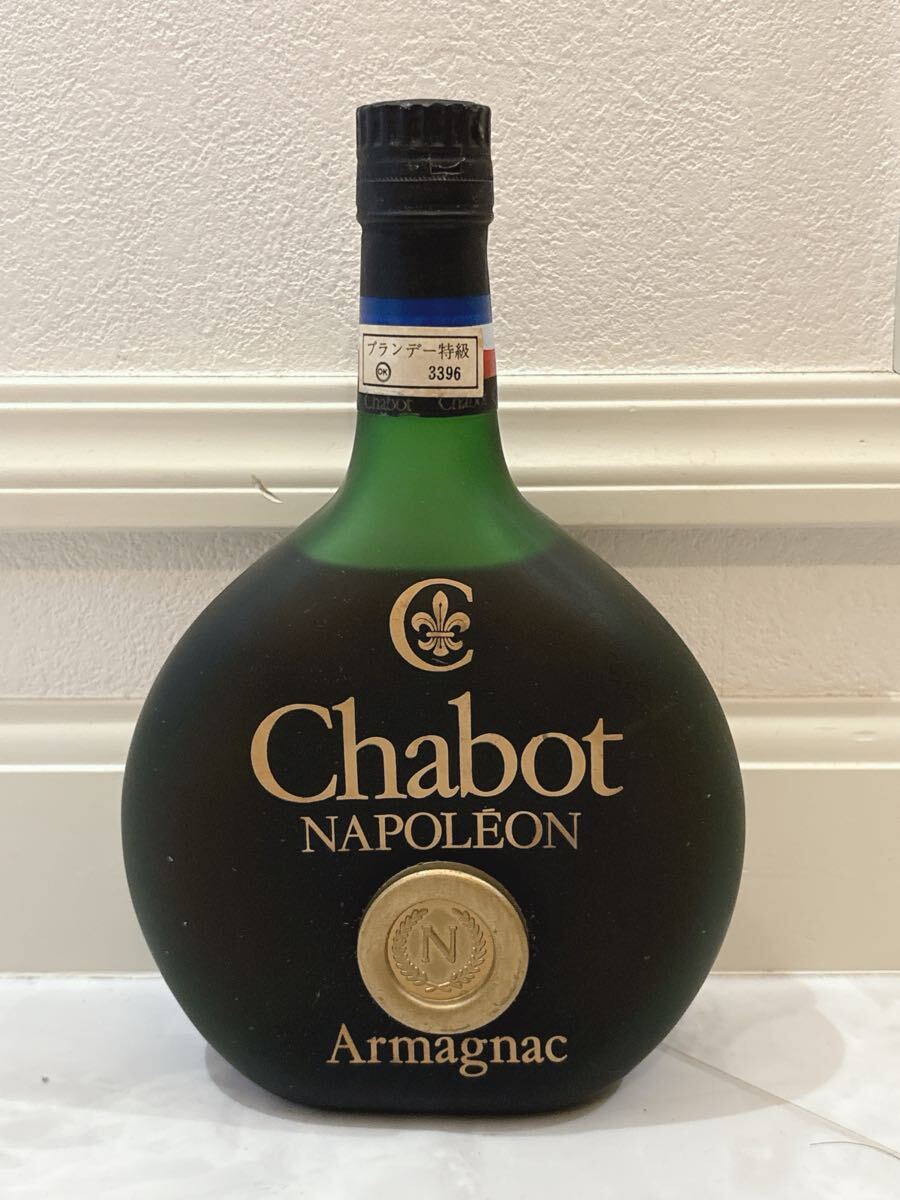 ブランデー特級
OK 3396
Chabot Chabot
C
Chabot
NAPOLÉON
N
Armagnac